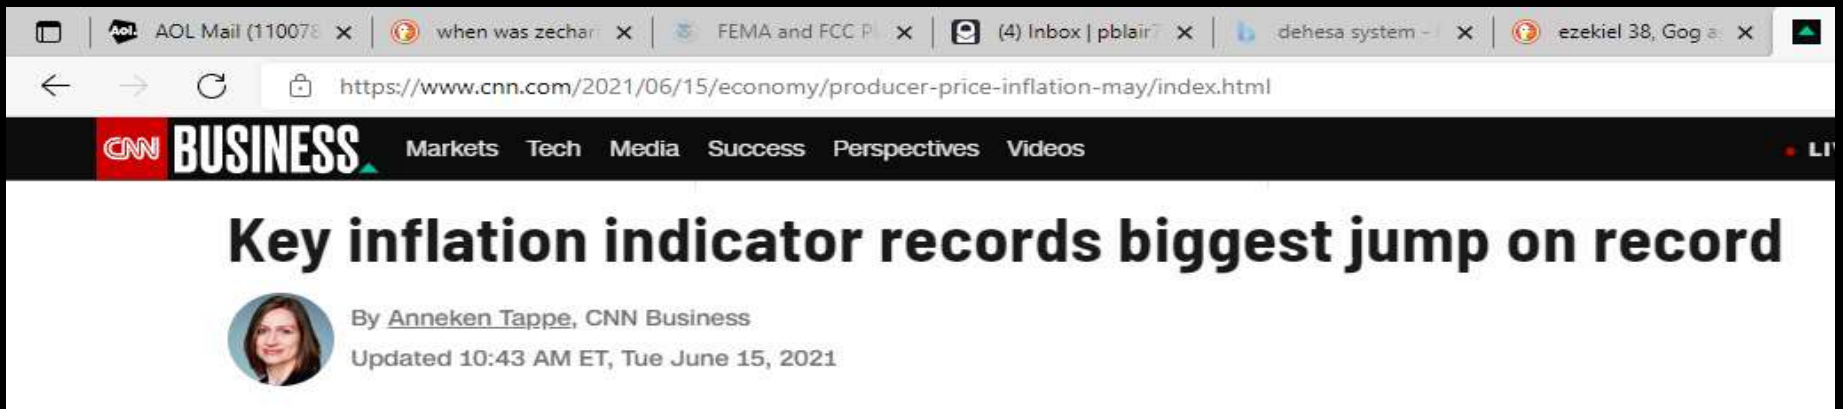 Aol. AOL Mail (11007 when was zechar FEMA and FCC P (4) Inbox | pblair dehesa system - ezekiel 38, Gog a
https://www.cnn.com/2021/06/15/economy/producer-price-inflation-may/index.html
CNN BUSINESS Markets Tech Media Success Perspectives Videos LI
Key inflation indicator records biggest jump on record
By Anneken Tappe, CNN Business
Updated 10:43 AM ET, Tue June 15, 2021